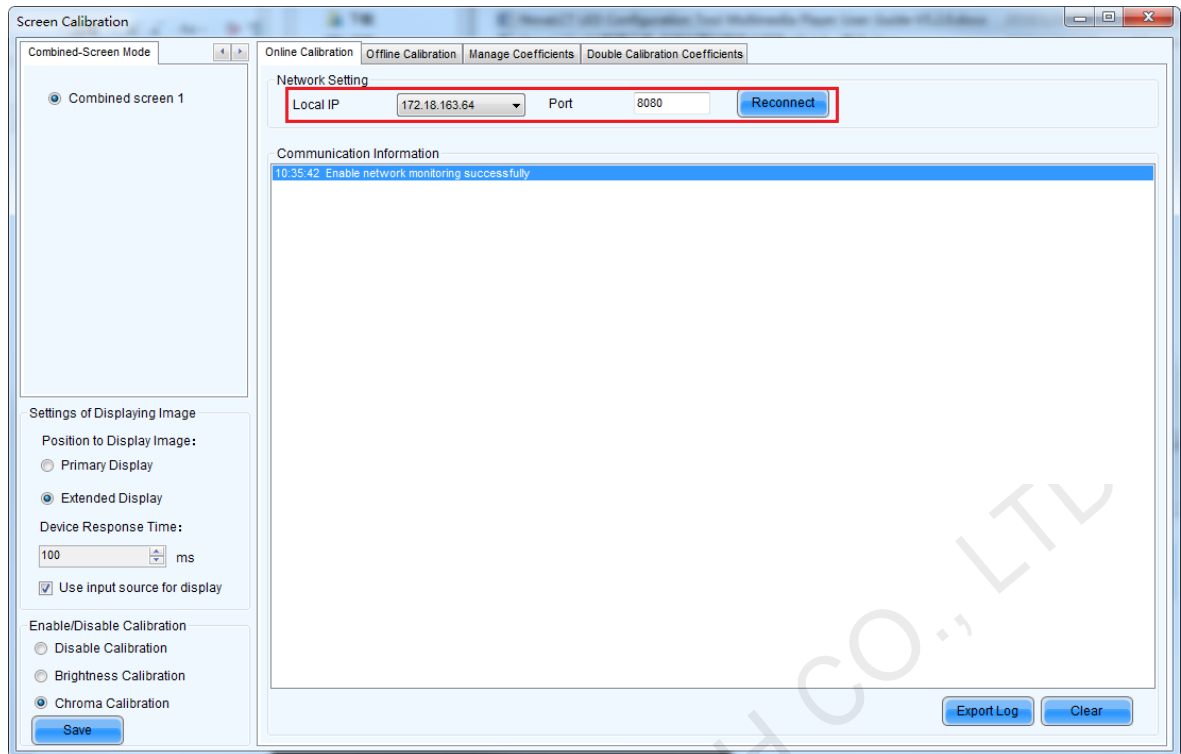 Screen Calibration
Combined-Screen Mode
Combined screen 1
Settings of Displaying Image
Position to Display Image：
Primary Display
Extended Display
Device Response Time：
100 ms
Use input source for display
Enable/Disable Calibration
Disable Calibration
Brightness Calibration
Chroma Calibration
Save
Online Calibration Offline Calibration Manage Coefficients Double Calibration Coefficients
Network Setting
Local IP 172.18.163.64 Port 8080 Reconnect
Communication Information
10:35:42 Enable network monitoring successfully
Export Log Clear
H CO., LTD